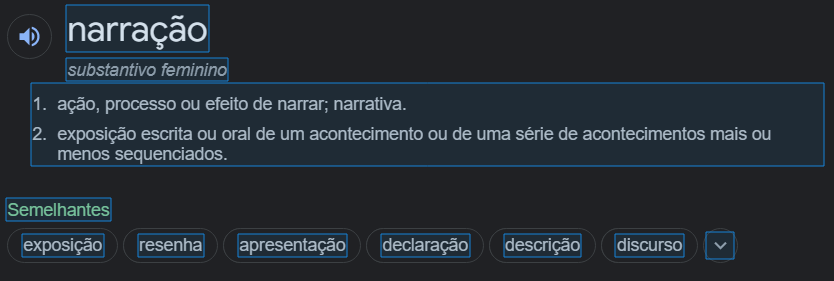 narração
substantivo feminino
1. ação, processo ou efeito de narrar; narrativa.
2. exposição escrita ou oral de um acontecimento ou de uma série de acontecimentos mais ou
menos sequenciados.
Semelhantes
exposição resenha apresentação declaração descrição discurso